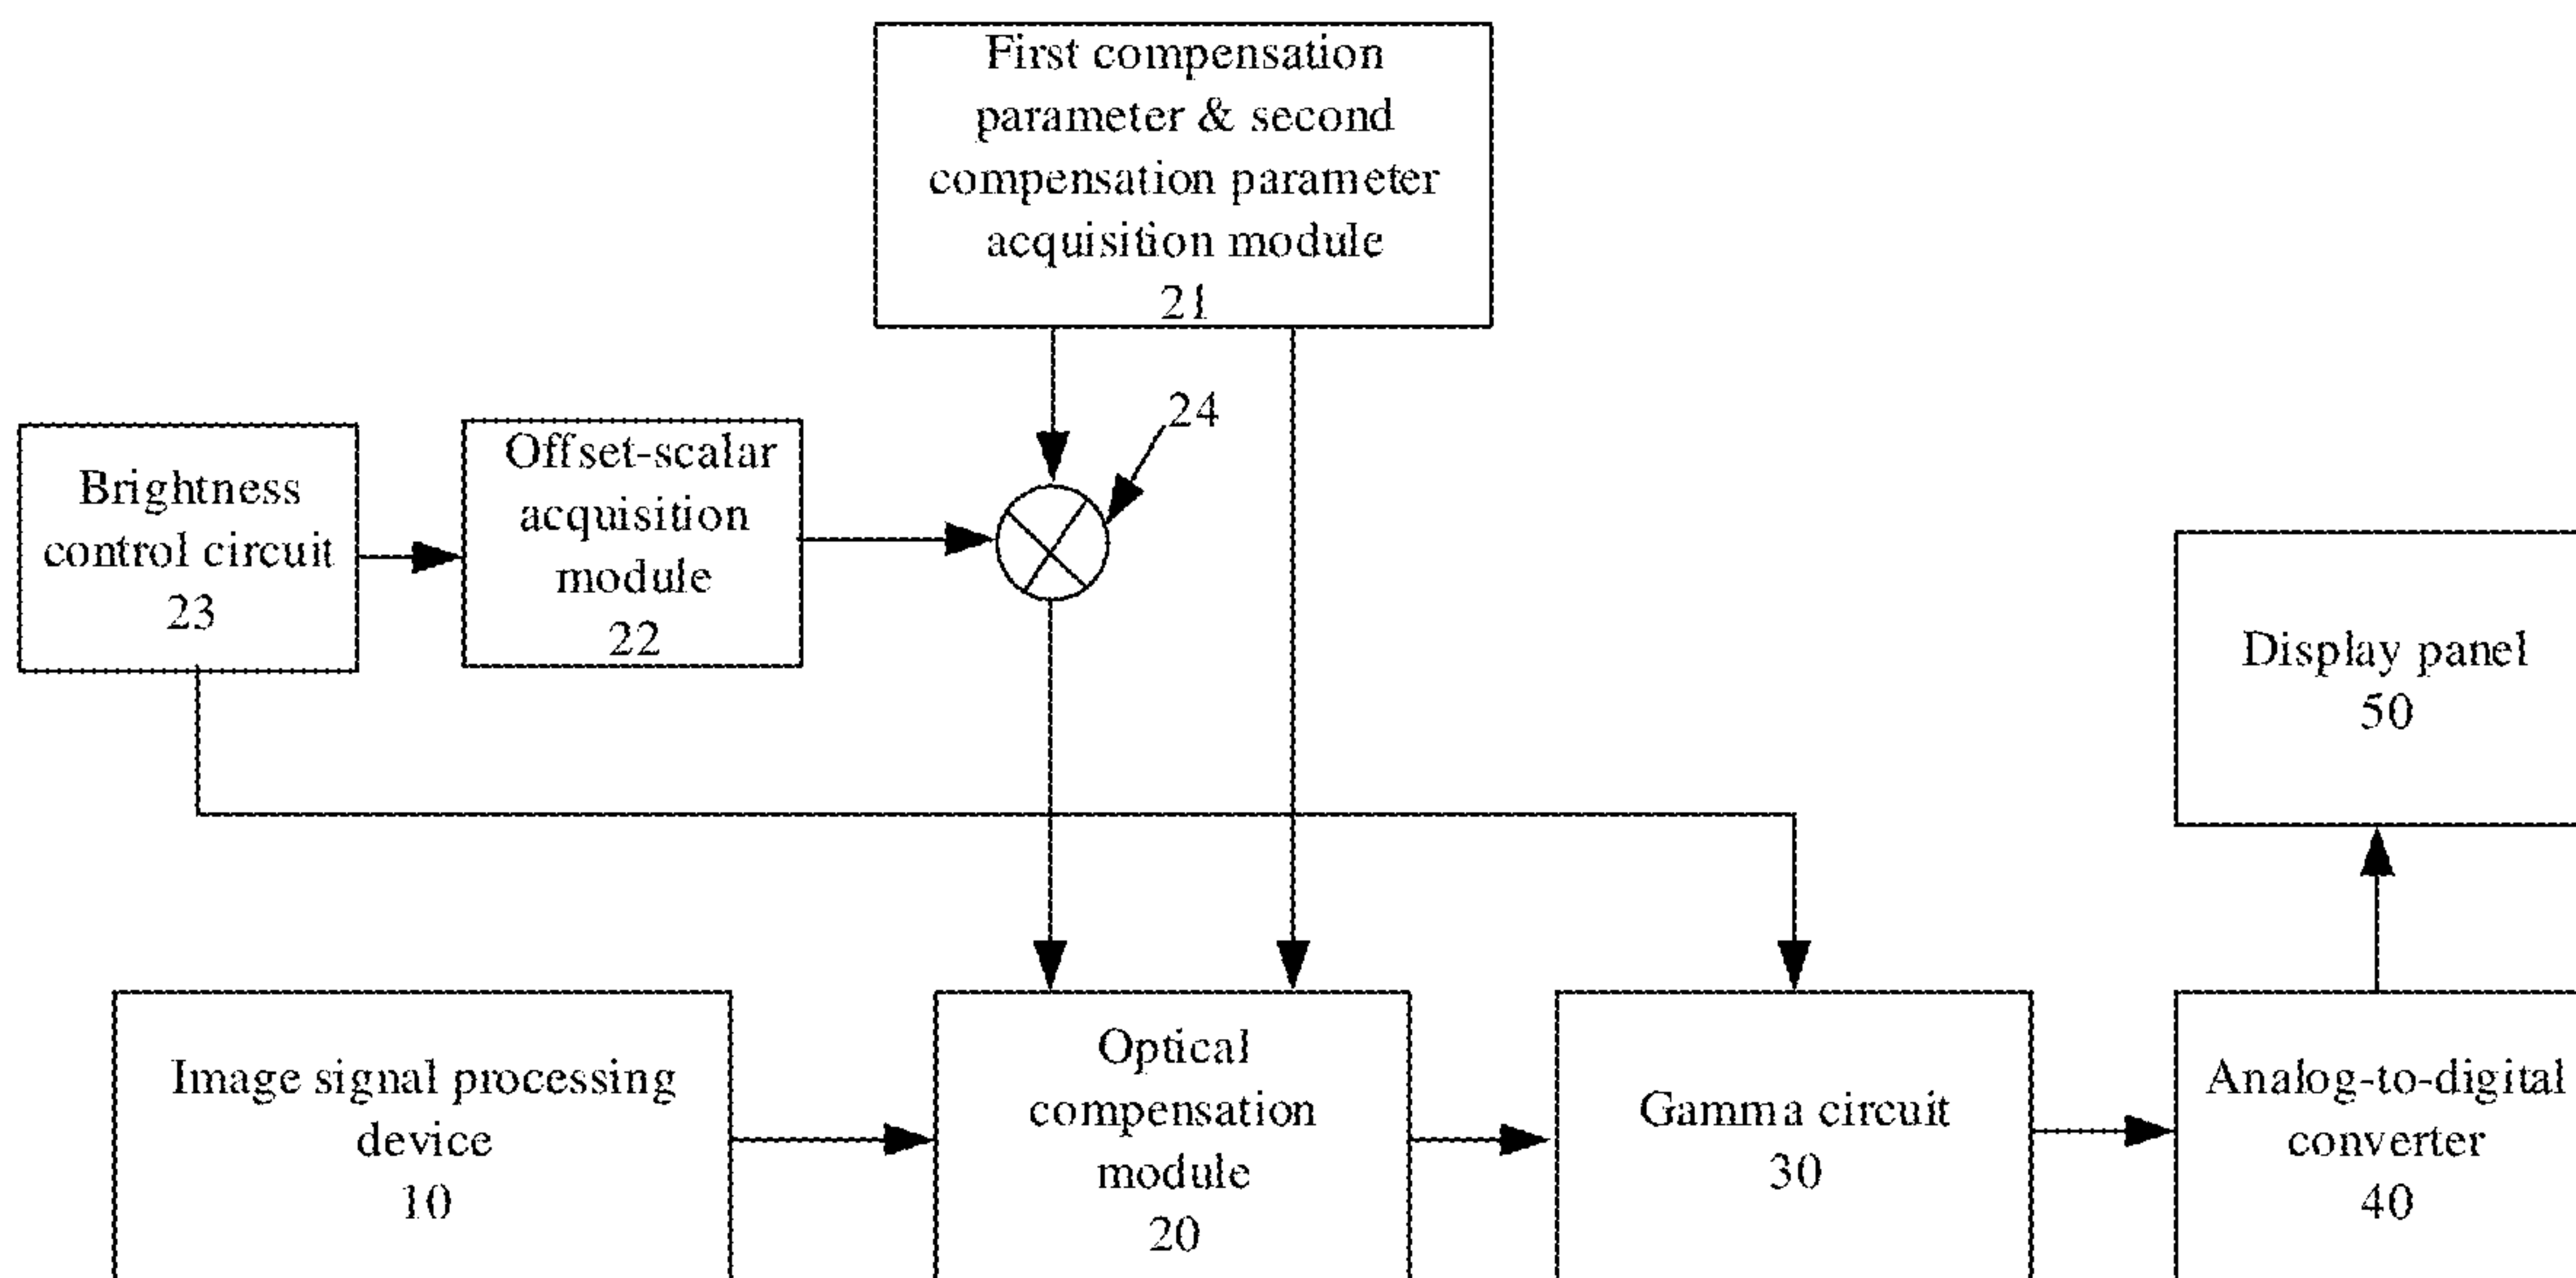 First compensation
parameter & second
compensation parameter
acquisition module
21
24
Brightness
control circuit
23
Offset-scalar
acquisition
module
22
Display panel
50
Image signal processing
device
10
Optical
compensation
module
20
Gamma circuit
30
Analog-to-digital
converter
40